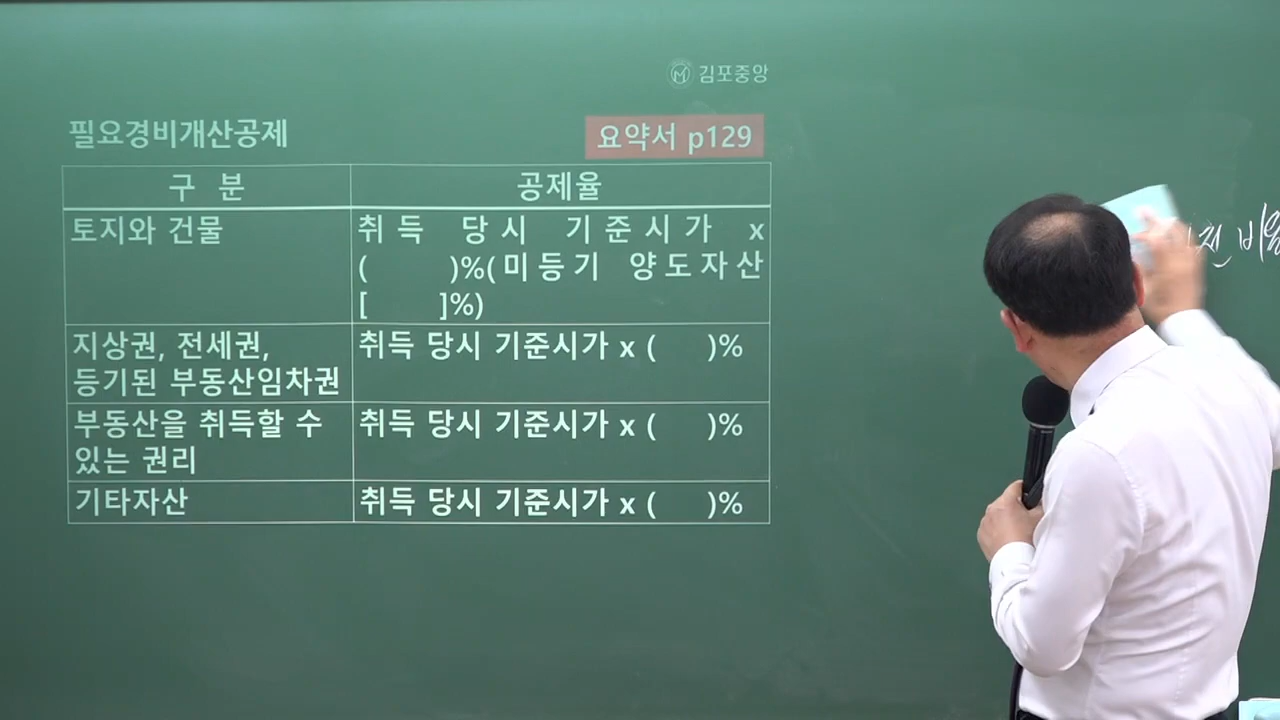 김포중앙
필요경비개산공제
요약서 p129
구 분
공제율
토지와 건물
취득 당시 기준시가 x
( )%(미등기 양도자산
[ ]%)
지상권, 전세권,
등기된 부동산임차권
취득 당시 기준시가 x ( )%
부동산을 취득할 수
있는 권리
취득 당시 기준시가 x ( )%
기타자산
취득 당시 기준시가 x ( )%